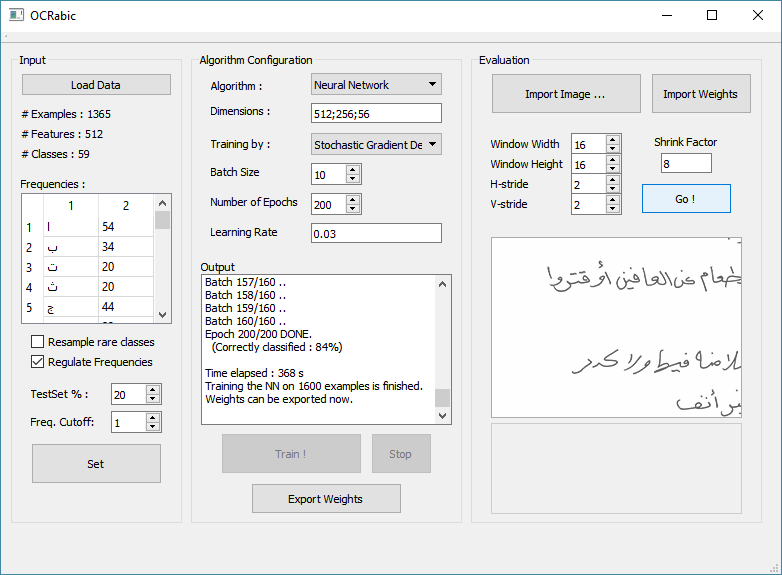 OCRabic
Input
Load Data
# Examples : 1365
# Features : 512
# Classes : 59
Frequencies :
1 2
1 ا 54
2 ب 34
3 ت 20
4 ث 20
5 ج 44
Resample rare classes
Regulate Frequencies
TestSet % : 20
Freq. Cutoff: 1
Set
Algorithm Configuration
Algorithm : Neural Network
Dimensions : 512;256;56
Training by : Stochastic Gradient De
Batch Size 10
Number of Epochs 200
Learning Rate 0.03
Output
Batch 157/160 ..
Batch 158/160 ..
Batch 159/160 ..
Batch 160/160 ..
Epoch 200/200 DONE.
(Correctly classified : 84%)
Time elapsed : 368 s
Training the NN on 1600 examples is finished.
Weights can be exported now.
Train !
Stop
Export Weights
Evaluation
Import Image ...
Import Weights
Window Width 16
Window Height 16
H-stride 2
V-stride 2
Shrink Factor
8
Go !
طعام عن العافين أو قتروا
ولا كدر
أنف